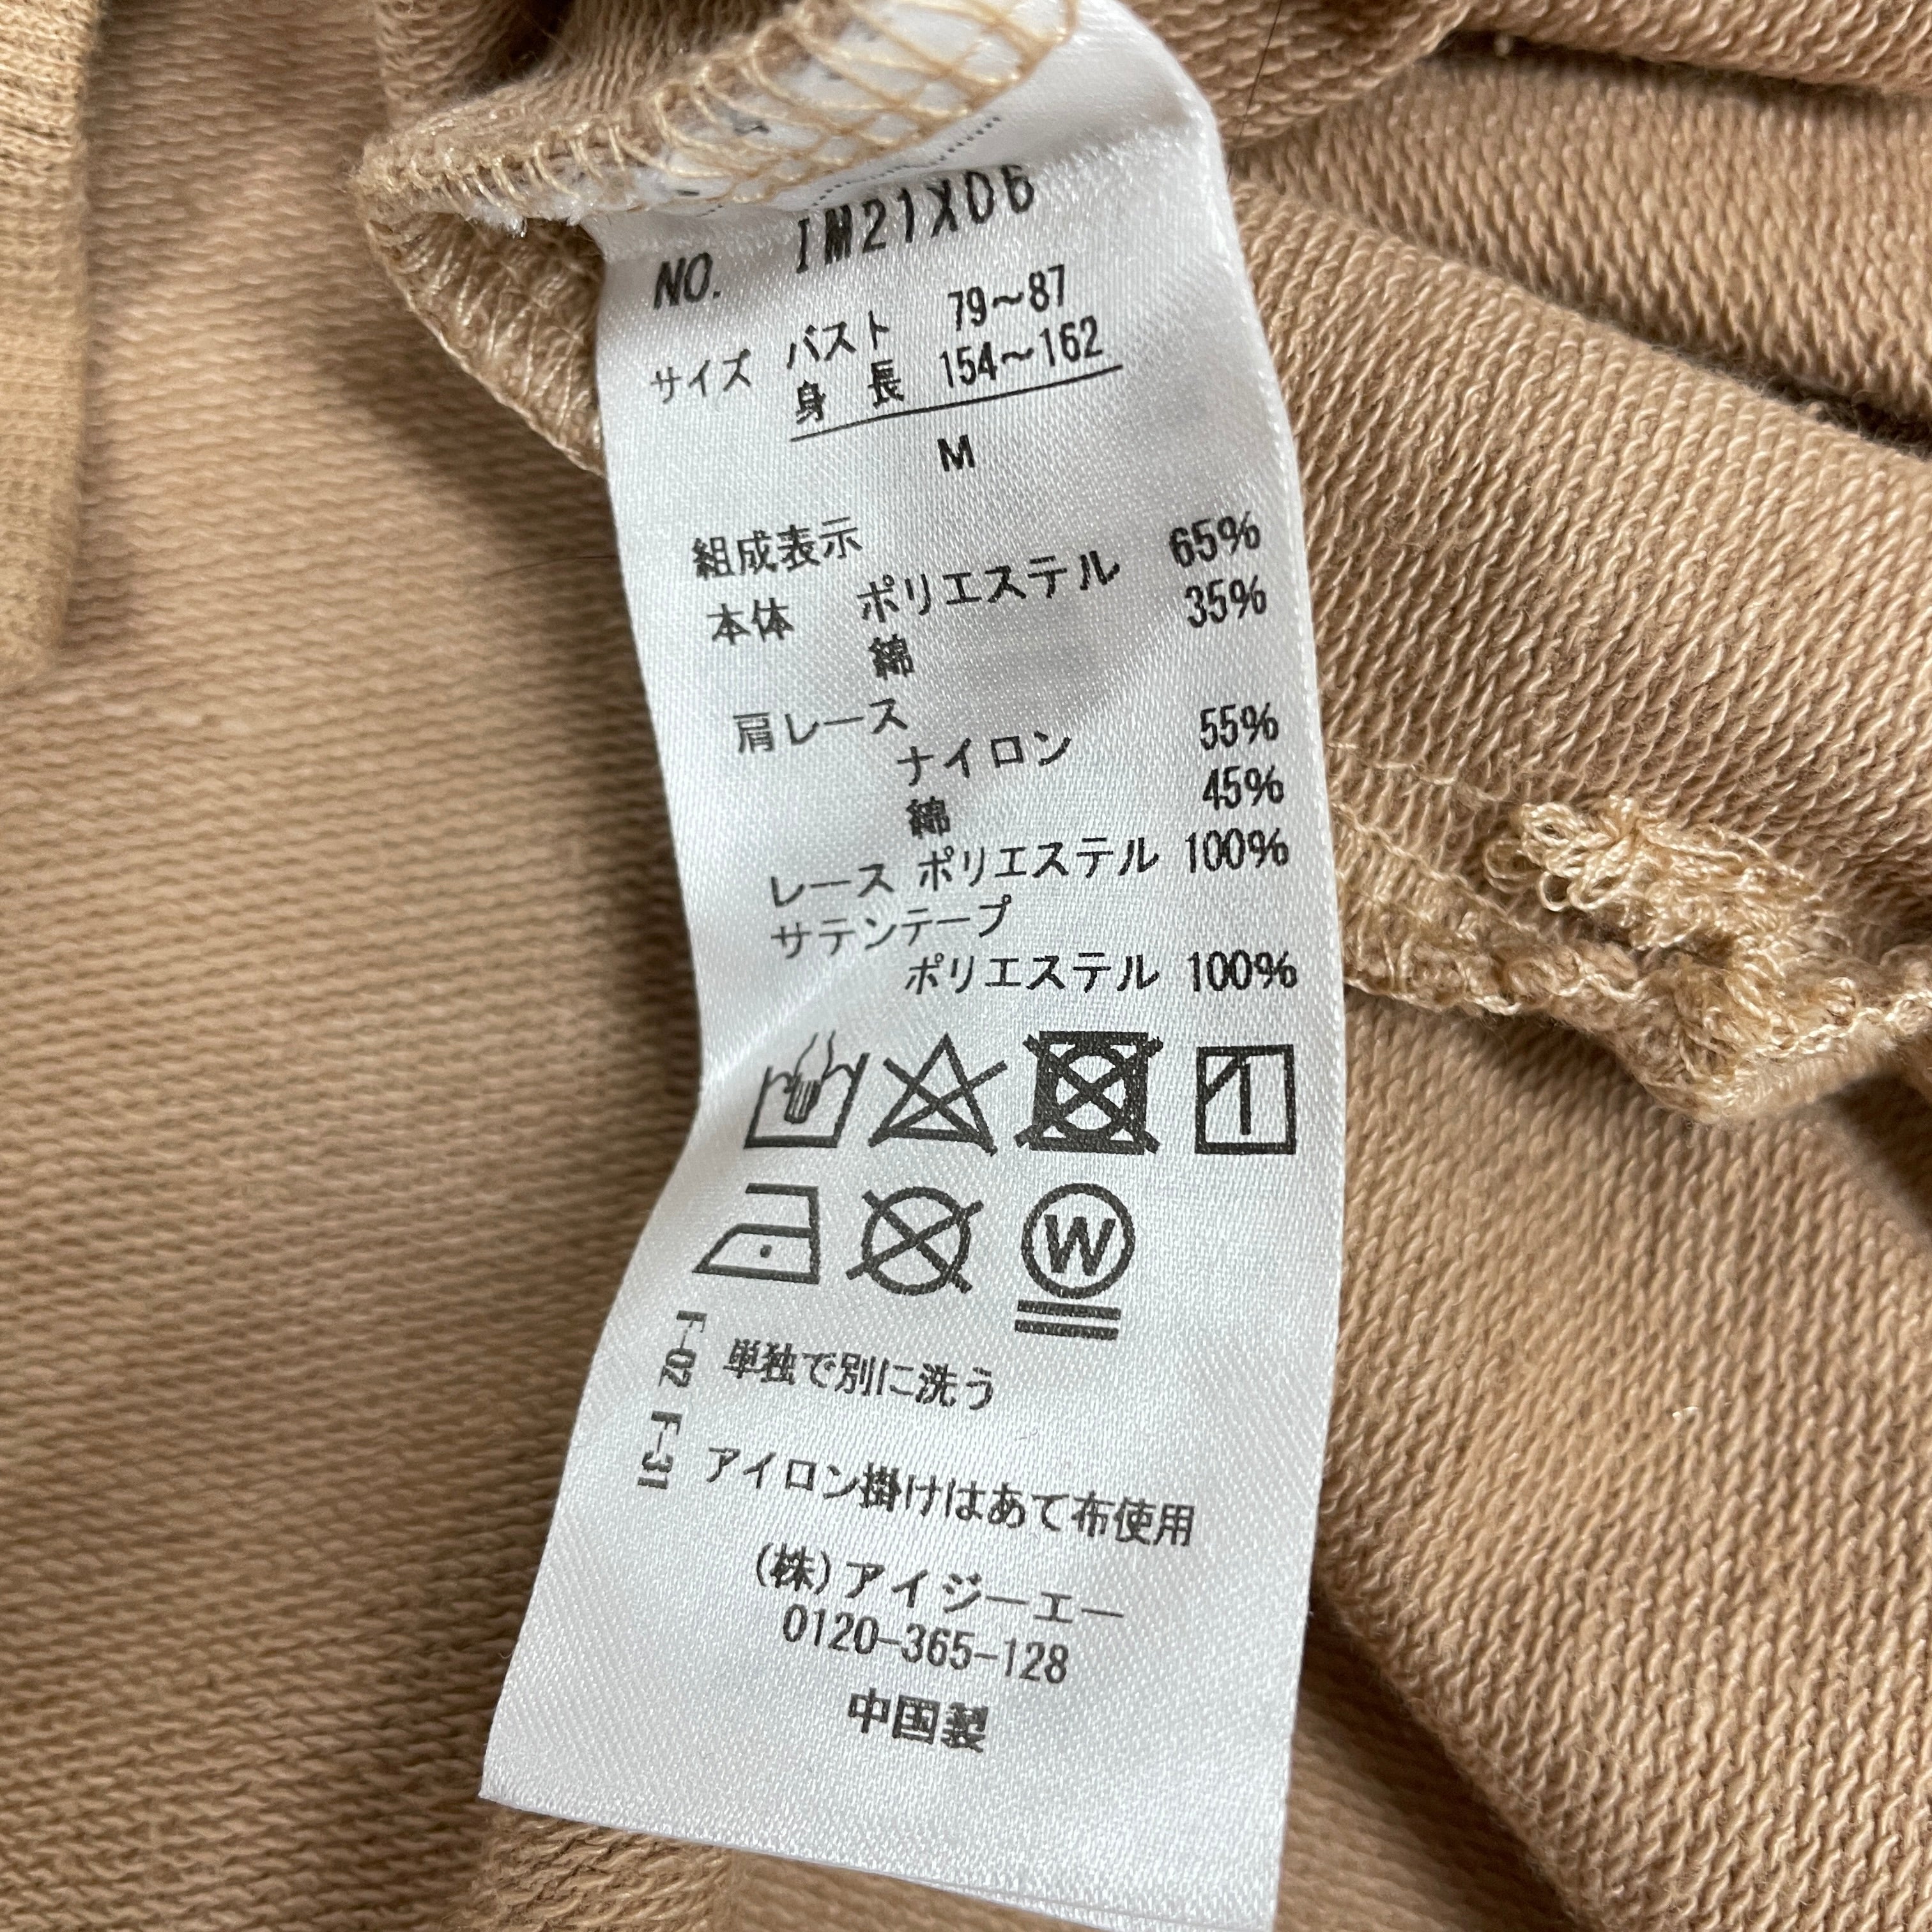 NO. IM21X06
サイズ バスト 79～87
身長 154～162
M
組成表示
本体 ポリエステル 65%
綿 35%
肩レース
ナイロン 55%
綿 45%
レース ポリエステル 100%
サテンテープ
ポリエステル 100%
W
F-02 単独で別に洗う
F-31 アイロン掛けはあて布使用
(株)アイジーエー
0120-365-128
中国製